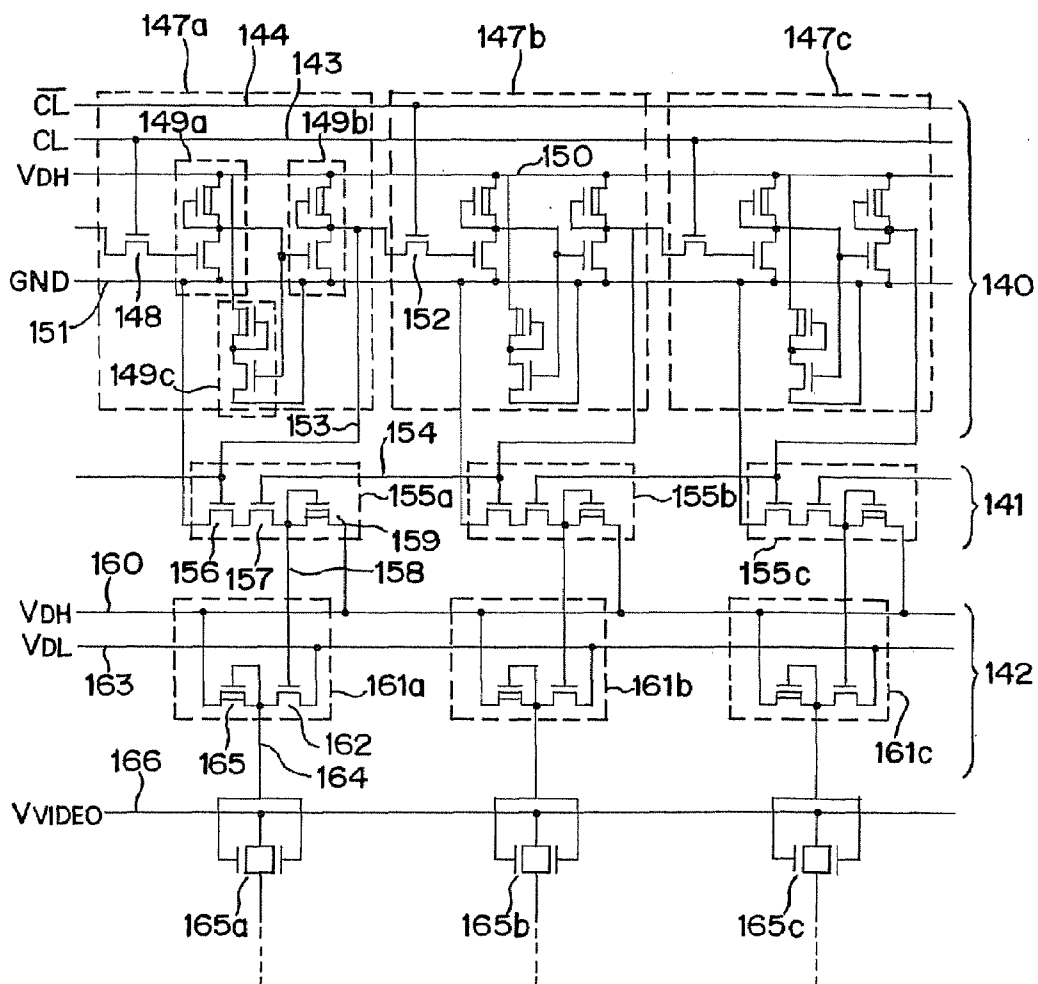 147a
144
143
147b
147c
CL
CL
149a
149b
VDH
150
GND
151
148
152
140
149c
153
154
155a
155b
141
156
157
159
158
155c
160
VDH
VDL
163
161a
161b
142
165
162
164
161c
166
VVIDEO
165a
165b
165c